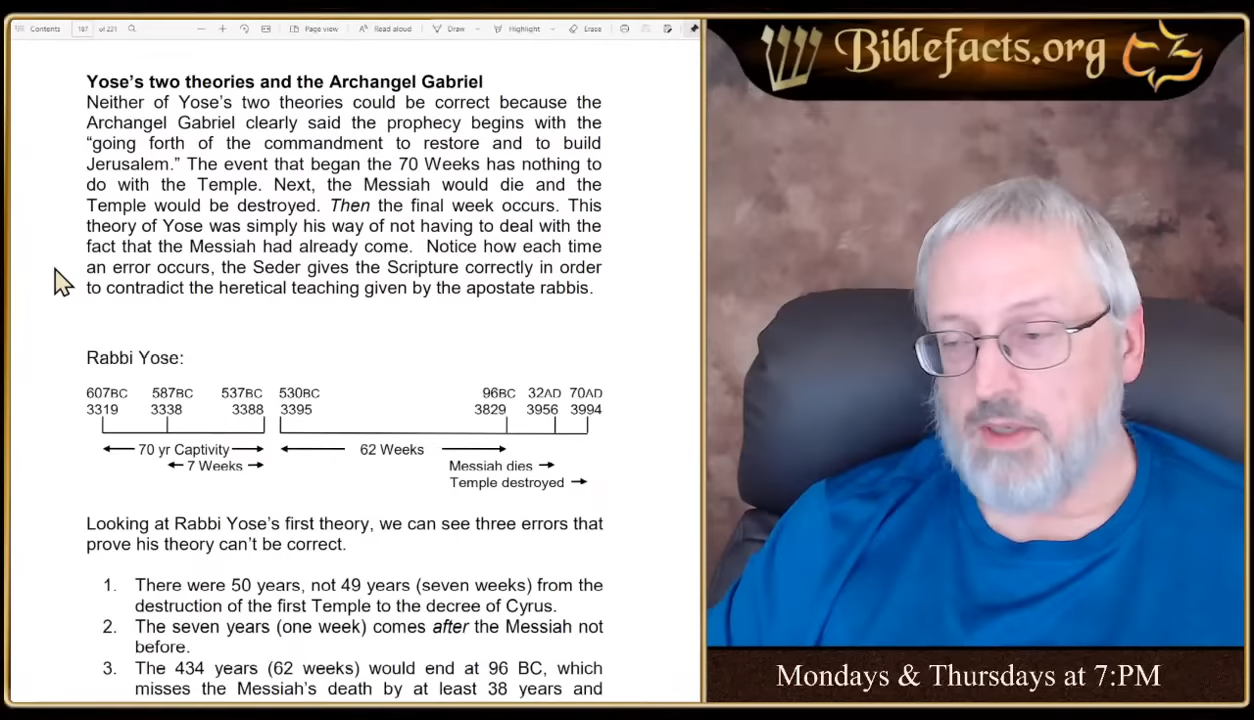 Contents 187 of 221 Page view Read aloud Draw Highlight Erase
Biblefacts.org
Yose's two theories and the Archangel Gabriel
Neither of Yose's two theories could be correct because the
Archangel Gabriel clearly said the prophecy begins with the
“going forth of the commandment to restore and to build
Jerusalem.” The event that began the 70 Weeks has nothing to
do with the Temple. Next, the Messiah would die and the
Temple would be destroyed. Then the final week occurs. This
theory of Yose was simply his way of not having to deal with the
fact that the Messiah had already come. Notice how each time
an error occurs, the Seder gives the Scripture correctly in order
to contradict the heretical teaching given by the apostate rabbis.
Rabbi Yose:
607BC 587BC 537BC 530BC 96BC 32AD 70AD
3319 3338 3388 3395 3829 3956 3994
70 yr Captivity 62 Weeks
7 Weeks
Messiah dies
Temple destroyed
Looking at Rabbi Yose's first theory, we can see three errors that
prove his theory can't be correct.
1. There were 50 years, not 49 years (seven weeks) from the
destruction of the first Temple to the decree of Cyrus.
2. The seven years (one week) comes after the Messiah not
before.
3. The 434 years (62 weeks) would end at 96 BC, which
misses the Messiah's death by at least 38 years and
Mondays & Thursdays at 7:PM